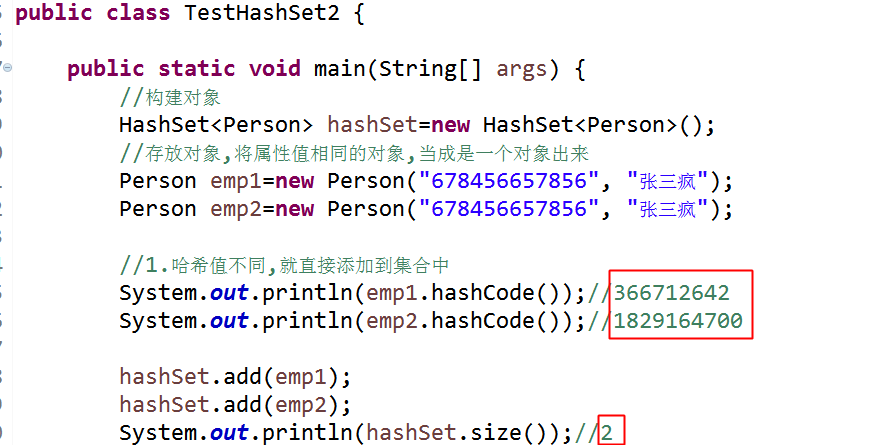 public class TestHashSet2 {
public static void main(String[] args) {
//构建对象
HashSet<Person> hashSet=new HashSet<Person>();
//存放对象,将属性值相同的对象,当成是一个对象出来
Person emp1=new Person("678456657856", "张三疯");
Person emp2=new Person("678456657856", "张三疯");
//1.哈希值不同,就直接添加到集合中
System.out.println(emp1.hashCode());//366712642
System.out.println(emp2.hashCode());//1829164700
hashSet.add(emp1);
hashSet.add(emp2);
System.out.println(hashSet.size());//2